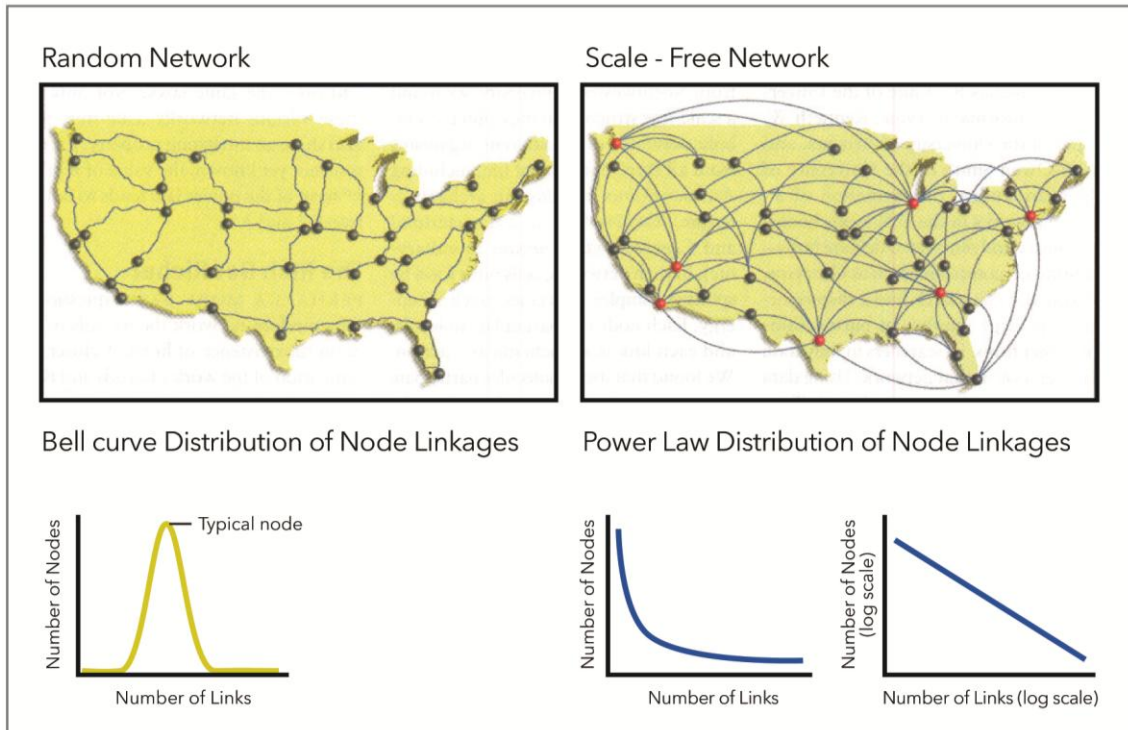 Random Network
Scale - Free Network
Bell curve Distribution of Node Linkages
Power Law Distribution of Node Linkages
Number of Nodes
Typical node
Number of Links
Number of Nodes
Number of Links
Number of Nodes
(log scale)
Number of Links (log scale)